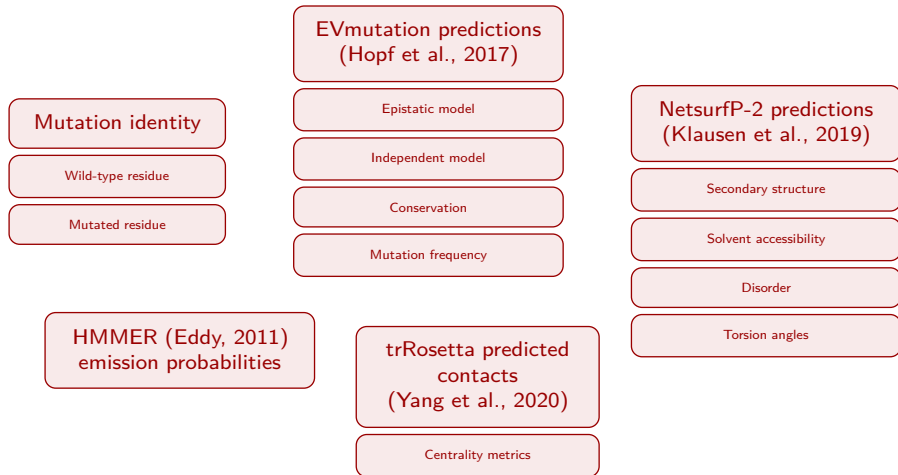 EVmutation predictions
(Hopf et al., 2017)
Epistatic model
Independent model
Conservation
Mutation frequency
Mutation identity
Wild-type residue
Mutated residue
NetsurfP-2 predictions
(Klausen et al., 2019)
Secondary structure
Solvent accessibility
Disorder
Torsion angles
HMMER (Eddy, 2011)
emission probabilities
trRosetta predicted
contacts
(Yang et al., 2020)
Centrality metrics